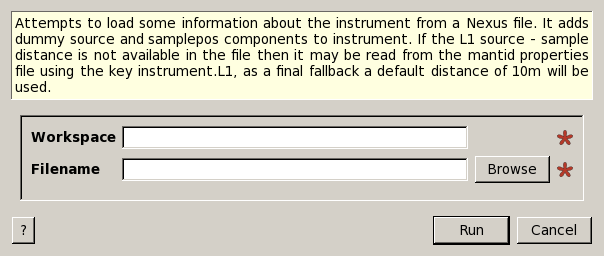 Attempts to load some information about the instrument from a Nexus file. It adds
dummy source and samplepos components to instrument. If the L1 source - sample
distance is not available in the file then it may be read from the mantid properties
file using the key instrument.L1, as a final fallback a default distance of 10m will be
used.
Workspace
Filename Browse
? Run Cancel